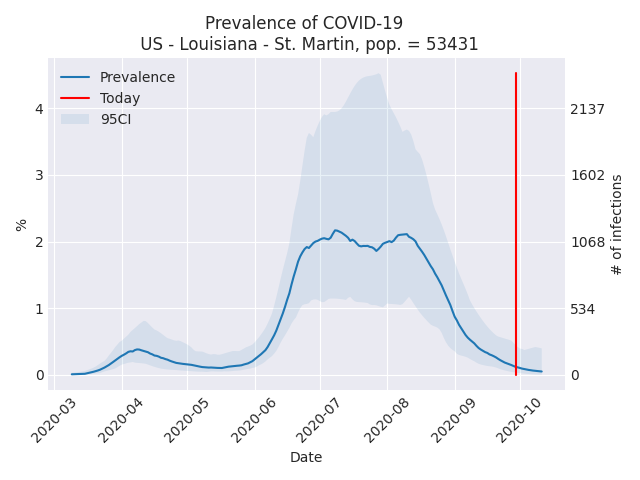 Prevalence of COVID-19
US - Louisiana - St. Martin, pop. = 53431
Prevalence
Today
95CI
%
4
3
2
1
0
2137
1602
1068
534
0
# of infections
2020-03
2020-04
2020-05
2020-06
2020-07
2020-08
2020-09
2020-10
Date